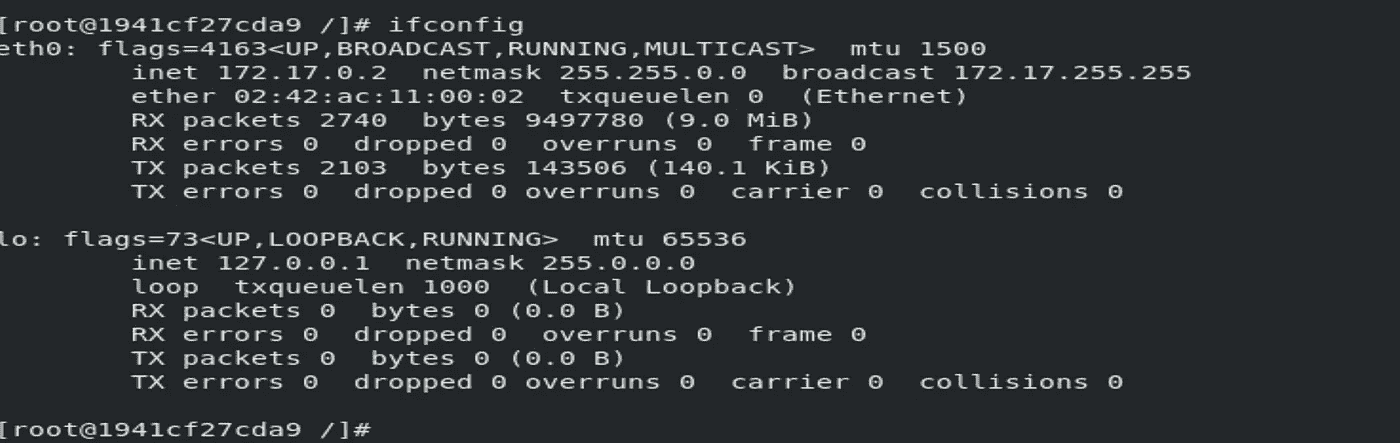 [root@1941cf27cda9 /]# ifconfig
eth0: flags=4163<UP,BROADCAST,RUNNING,MULTICAST>  mtu 1500
        inet 172.17.0.2  netmask 255.255.0.0  broadcast 172.17.255.255
        ether 02:42:ac:11:00:02  txqueuelen 0  (Ethernet)
        RX packets 2740  bytes 9497780 (9.0 MiB)
        RX errors 0  dropped 0  overruns 0  frame 0
        TX packets 2103  bytes 143506 (140.1 KiB)
        TX errors 0  dropped 0 overruns 0  carrier 0  collisions 0

lo: flags=73<UP,LOOPBACK,RUNNING>  mtu 65536
        inet 127.0.0.1  netmask 255.0.0.0
        loop  txqueuelen 1000  (Local Loopback)
        RX packets 0  bytes 0 (0.0 B)
        RX errors 0  dropped 0  overruns 0  frame 0
        TX packets 0  bytes 0 (0.0 B)
        TX errors 0  dropped 0 overruns 0  carrier 0  collisions 0

[root@1941cf27cda9 /]#